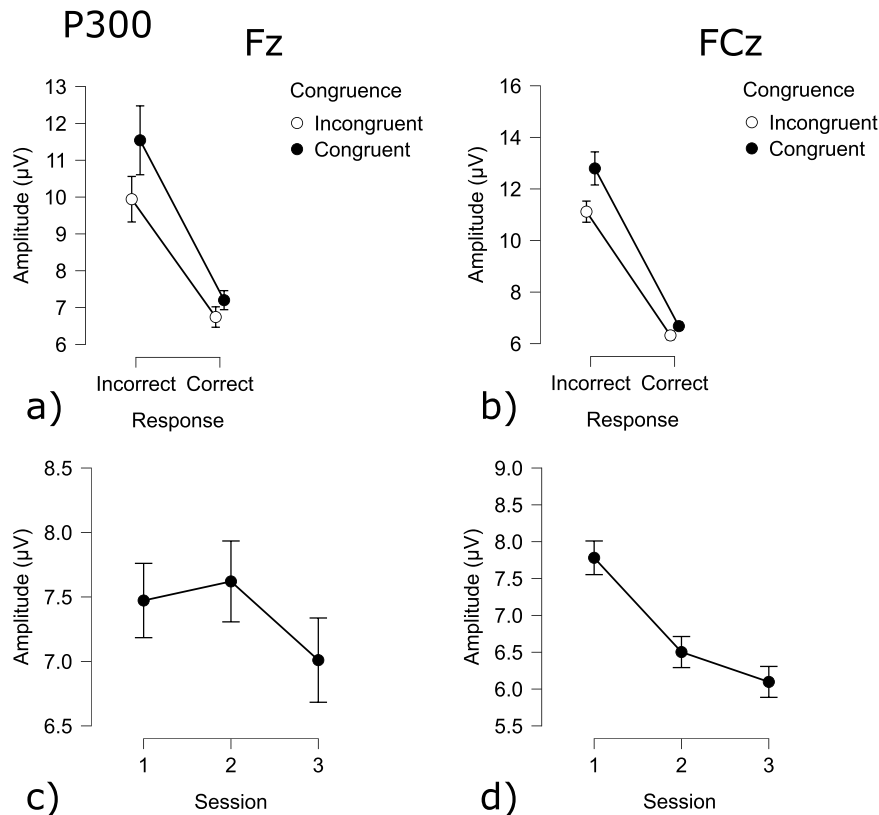 P300
Fz
FCz
13
12
11
10
9
8
7
6
Amplitude (µV)
Congruence
Incongruent
Congruent
Incorrect Correct
Response
a)
16
14
12
10
8
6
Amplitude (µV)
Congruence
Incongruent
Congruent
Incorrect Correct
Response
b)
8.5
8.0
7.5
7.0
6.5
Amplitude (µV)
1 2 3
Session
c)
9.0
8.5
8.0
7.5
7.0
6.5
6.0
5.5
Amplitude (µV)
1 2 3
Session
d)